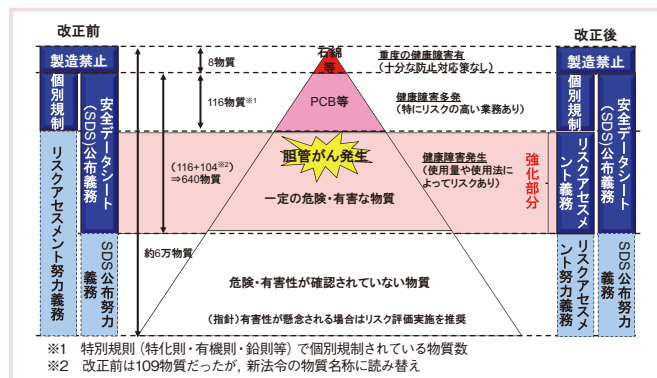 改正前
改正後
製造禁止
個別規制
安全データシート
(SDS)公布義務
リスクアセスメント努力義務
SDS公布努力
義務
8物質
116物質※1
(116+104※2)
⇒640物質
約6万物質
石綿
等
PCB等
胆管がん発生
一定の危険・有害な物質
危険・有害性が確認されていない物質
(指針)有害性が懸念される場合はリスク評価実施を推奨
重度の健康障害有
(十分な防止対応策なし)
健康障害多発
(特にリスクの高い業務あり)
健康障害発生
(使用量や使用法に
よってリスクあり)
強化部分
製造禁止
個別規制
安全データシート
(SDS)公布義務
リスクアセスメ
ント義務
リスクアセスメ
ント努力義務
SDS公布努力
義務
※1 特別規則(特化則・有機則・鉛則等)で個別規制されている物質数
※2 改正前は109物質だったが,新法令の物質名称に読み替え